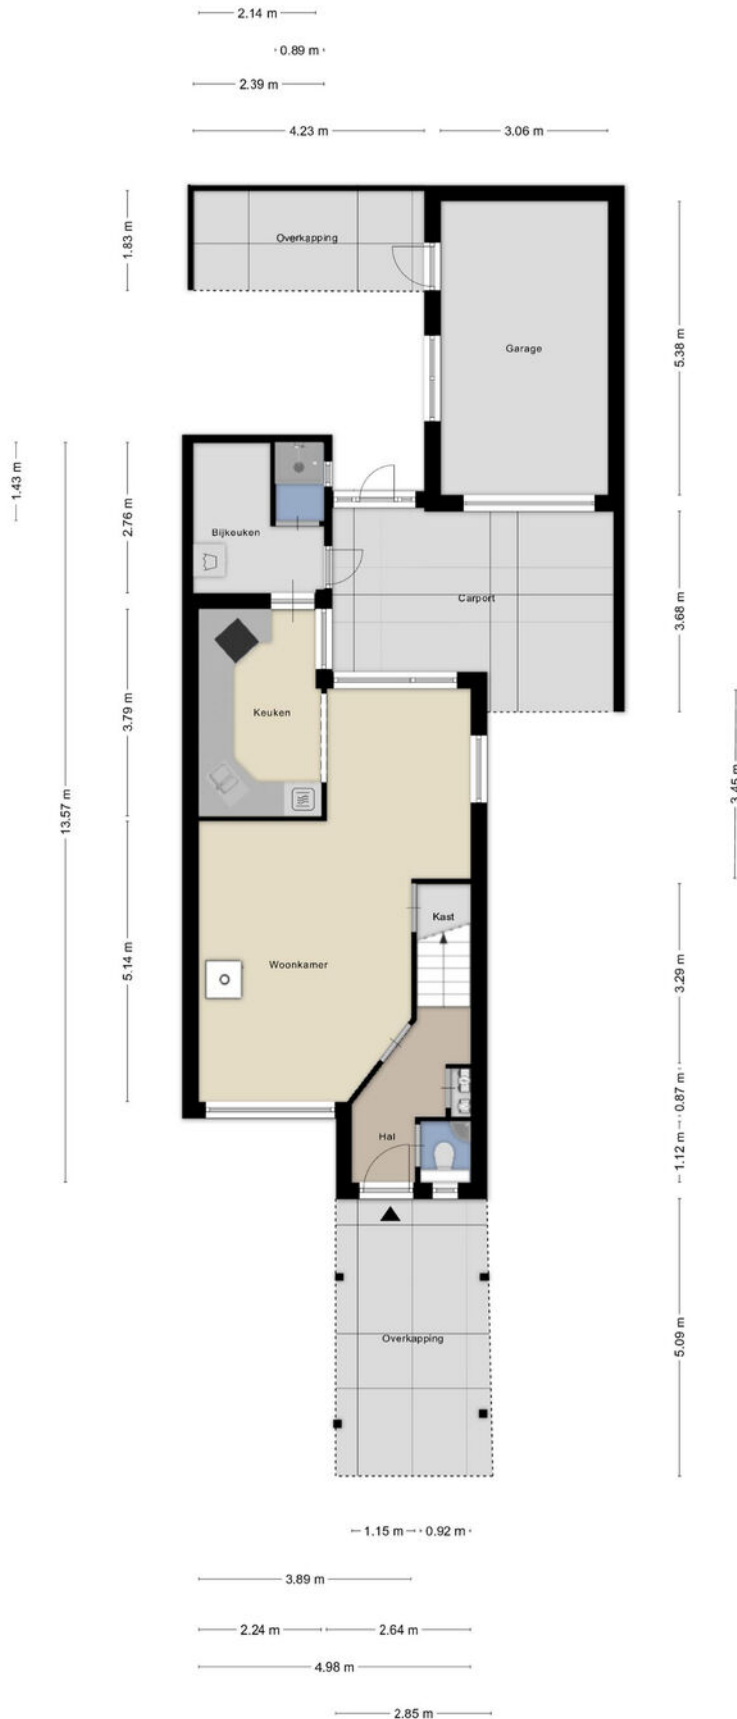 2.14 m
0.89 m
2.39 m
4.23 m
3.06 m
1.83 m
Overkapping
Garage
5.38 m
1.43 m
2.76 m
Bijkeuken
Carport
3.68 m
3.79 m
Keuken
3.45 m
13.57 m
Kast
5.14 m
Woonkamer
3.29 m
0.87 m
Hal
1.12 m
Overkapping
5.09 m
1.15 m
0.92 m
3.89 m
2.24 m
2.64 m
4.98 m
2.85 m